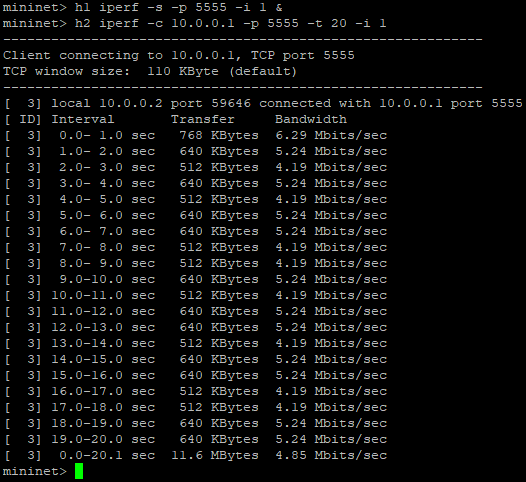 mininet> h1 iperf -s -p 5555 -i 1 &
mininet> h2 iperf -c 10.0.0.1 -p 5555 -t 20 -i 1
------------------------------------------------------------
Client connecting to 10.0.0.1, TCP port 5555
TCP window size:  110 KByte (default)
------------------------------------------------------------
[  3] local 10.0.0.2 port 59646 connected with 10.0.0.1 port 5555
[ ID] Interval       Transfer     Bandwidth
[  3]  0.0- 1.0 sec   768 KBytes  6.29 Mbits/sec
[  3]  1.0- 2.0 sec   640 KBytes  5.24 Mbits/sec
[  3]  2.0- 3.0 sec   512 KBytes  4.19 Mbits/sec
[  3]  3.0- 4.0 sec   640 KBytes  5.24 Mbits/sec
[  3]  4.0- 5.0 sec   512 KBytes  4.19 Mbits/sec
[  3]  5.0- 6.0 sec   640 KBytes  5.24 Mbits/sec
[  3]  6.0- 7.0 sec   640 KBytes  5.24 Mbits/sec
[  3]  7.0- 8.0 sec   512 KBytes  4.19 Mbits/sec
[  3]  8.0- 9.0 sec   512 KBytes  4.19 Mbits/sec
[  3]  9.0-10.0 sec   640 KBytes  5.24 Mbits/sec
[  3] 10.0-11.0 sec   512 KBytes  4.19 Mbits/sec
[  3] 11.0-12.0 sec   640 KBytes  5.24 Mbits/sec
[  3] 12.0-13.0 sec   640 KBytes  5.24 Mbits/sec
[  3] 13.0-14.0 sec   512 KBytes  4.19 Mbits/sec
[  3] 14.0-15.0 sec   640 KBytes  5.24 Mbits/sec
[  3] 15.0-16.0 sec   640 KBytes  5.24 Mbits/sec
[  3] 16.0-17.0 sec   512 KBytes  4.19 Mbits/sec
[  3] 17.0-18.0 sec   512 KBytes  4.19 Mbits/sec
[  3] 18.0-19.0 sec   640 KBytes  5.24 Mbits/sec
[  3] 19.0-20.0 sec   640 KBytes  5.24 Mbits/sec
[  3]  0.0-20.1 sec  11.6 MBytes  4.85 Mbits/sec
mininet>